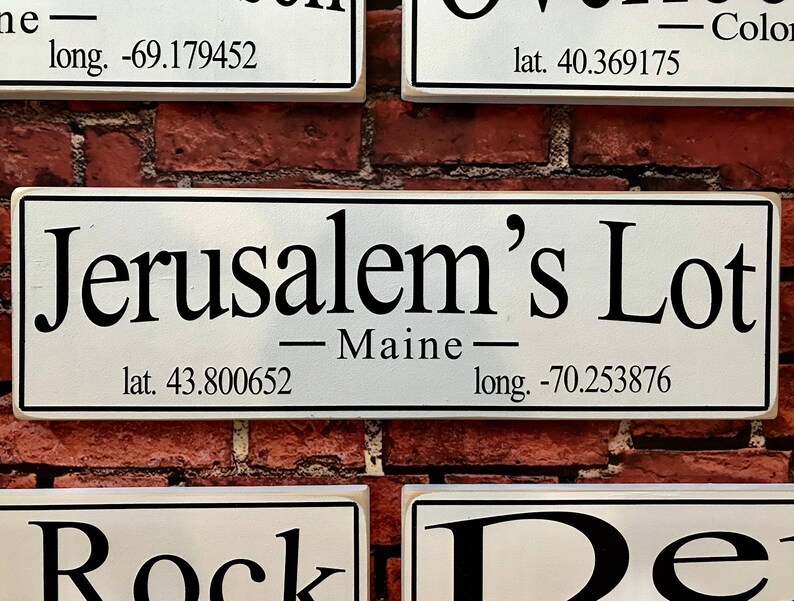 long. -69.179452
lat. 40.369175
Jerusalem's Lot
— Maine —
lat. 43.800652 long. -70.253876
Rock